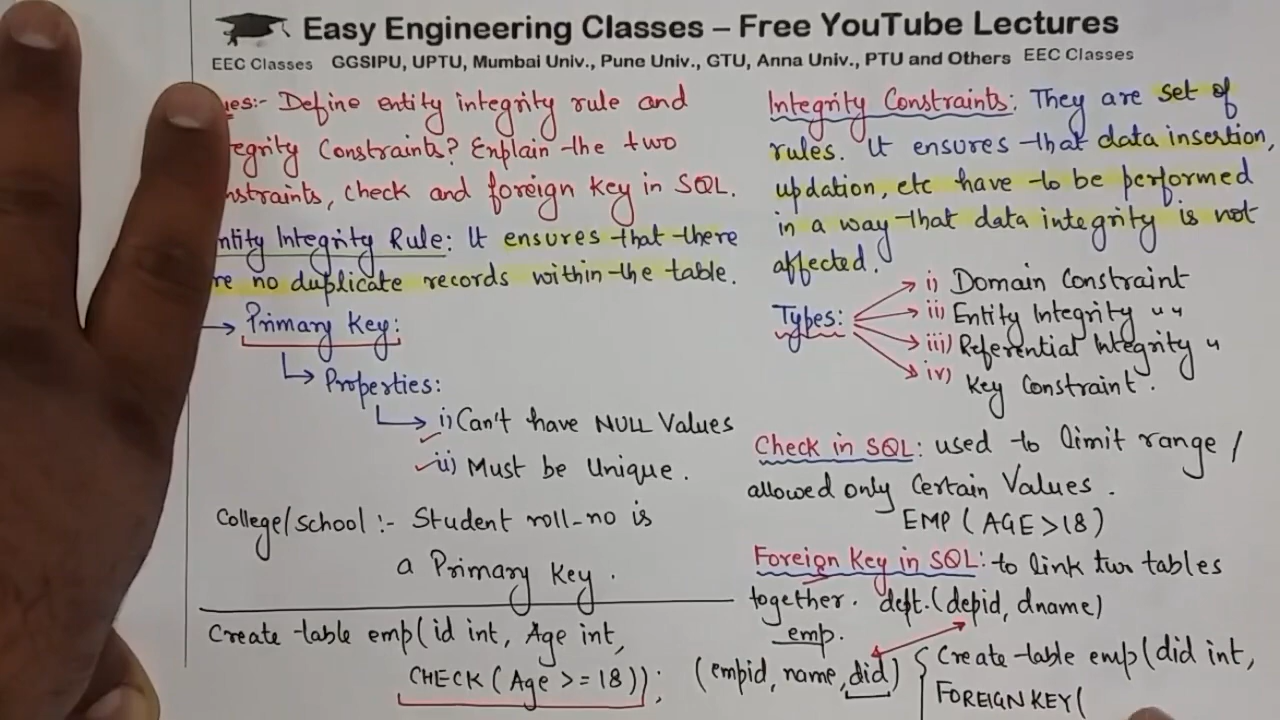 Easy Engineering Classes – Free YouTube Lectures
EEC Classes GGSIPU, UPTU, Mumbai Univ., Pune Univ., GTU, Anna Univ., PTU and Others EEC Classes
ues:- Define entity integrity rule and
egrity Constraints? Explain the two
nstraints, check and foreign key in SQL.
ntity Integrity Rule: It ensures that there
re no duplicate records within the table.
→ Primary Key:
Properties:
i) Can't have NULL Values
ii) Must be Unique.
College/school :- Student roll-no is
a Primary Key.
Create table emp(id int, Age int,
CHECK (Age >= 18));
Integrity Constraints: They are set of
rules. It ensures that data insertion,
updation, etc have to be performed
in a way that data integrity is not
affected.
Types:
i) Domain Constraint
ii) Entity Integrity " "
iii) Referential Integrity "
iv) Key Constraint.
Check in SQL: used to limit range /
allowed only Certain Values.
EMP (AGE>18)
Foreign Key in SQL: to link two tables
together. dept.(depid, dname)
emp.
(empid, name, did)
Create table emp(did int,
FOREIGN KEY(